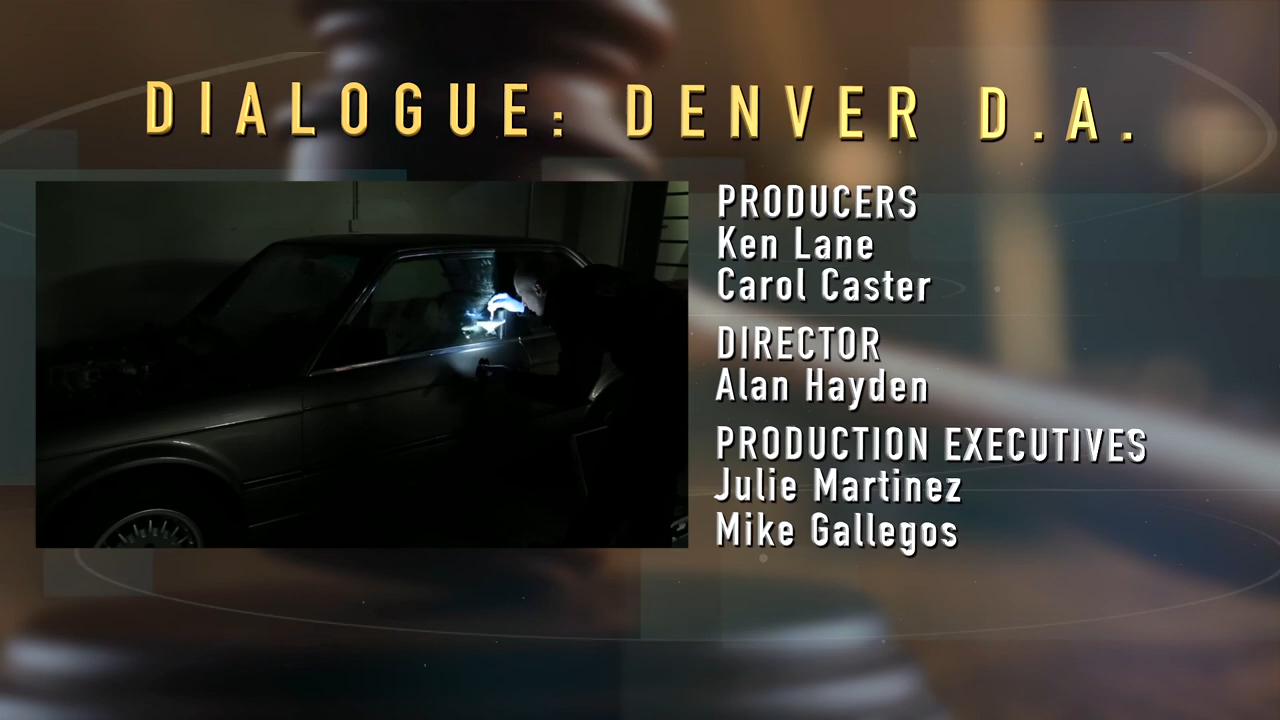 DIALOGUE: DENVER D.A.
PRODUCERS
Ken Lane
Carol Caster
DIRECTOR
Alan Hayden
PRODUCTION EXECUTIVES
Julie Martinez
Mike Gallegos